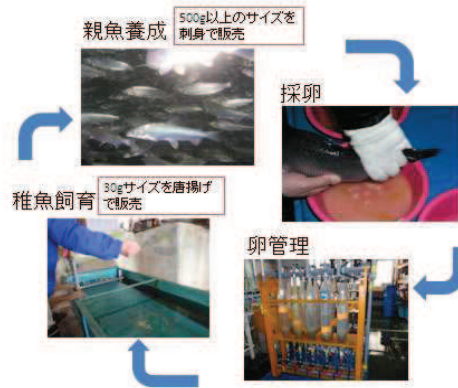 親魚養成
500g以上のサイズを
刺身で販売
採卵
卵管理
稚魚飼育
30gサイズを唐揚げ
で販売